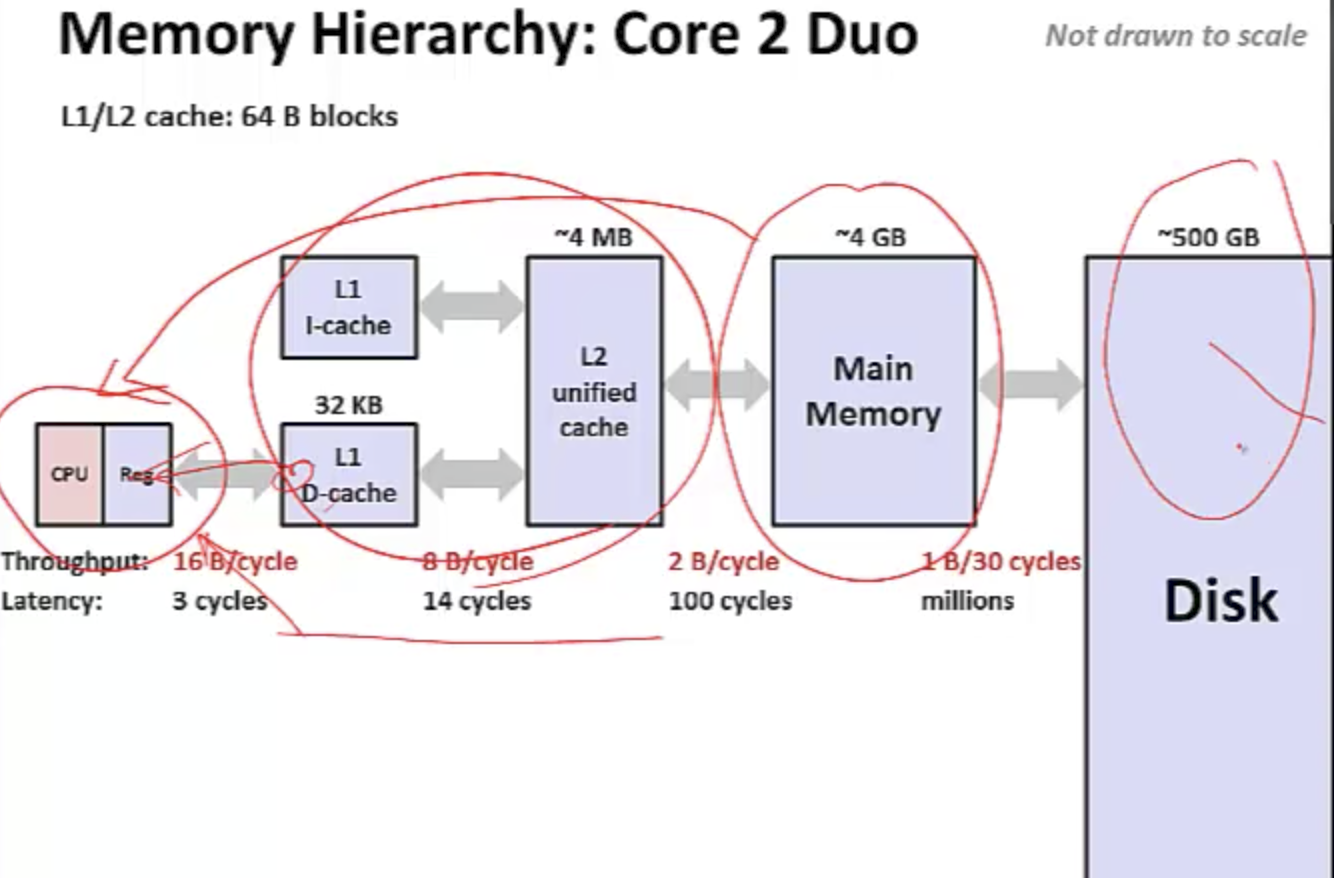 Memory Hierarchy: Core 2 Duo
Not drawn to scale
L1/L2 cache: 64 B blocks
~4 MB
~4 GB
~500 GB
L1
I-cache
L2
unified
cache
Main
Memory
32 KB
CPU
Reg
L1
D-cache
Throughput: 16 B/cycle 8 B/cycle 2 B/cycle 1 B/30 cycles
Latency: 3 cycles 14 cycles 100 cycles millions
Disk